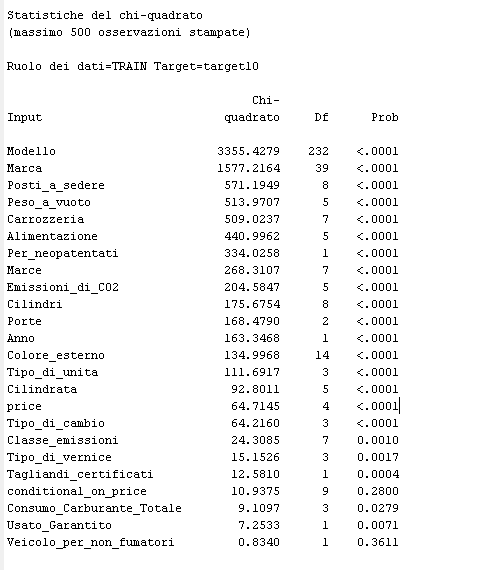 Statistiche del chi-quadrato
(massimo 500 osservazioni stampate)
Ruolo dei dati=TRAIN Target=target10
Chi-
Input quadrato Df Prob
Modello 3355.4279 232 <.0001
Marca 1577.2164 39 <.0001
Posti_a_sedere 571.1949 8 <.0001
Peso_a_vuoto 513.9707 5 <.0001
Carrozzeria 509.0237 7 <.0001
Alimentazione 440.9962 5 <.0001
Per_neopatentati 334.0258 1 <.0001
Marce 268.3107 7 <.0001
Emissioni_di_CO2 204.5847 5 <.0001
Cilindri 175.6754 8 <.0001
Porte 168.4790 2 <.0001
Anno 163.3468 1 <.0001
Colore_esterno 134.9968 14 <.0001
Tipo_di_unita 111.6917 3 <.0001
Cilindrata 92.8011 5 <.0001
price 64.7145 4 <.0001
Tipo_di_cambio 64.2160 3 <.0001
Classe_emissioni 24.3085 7 0.0010
Tipo_di_vernice 15.1526 3 0.0017
Tagliandi_certificati 12.5810 1 0.0004
conditional_on_price 10.9375 9 0.2800
Consumo_Carburante_Totale 9.1097 3 0.0279
Usato_Garantito 7.2533 1 0.0071
Veicolo_per_non_fumatori 0.8340 1 0.3611